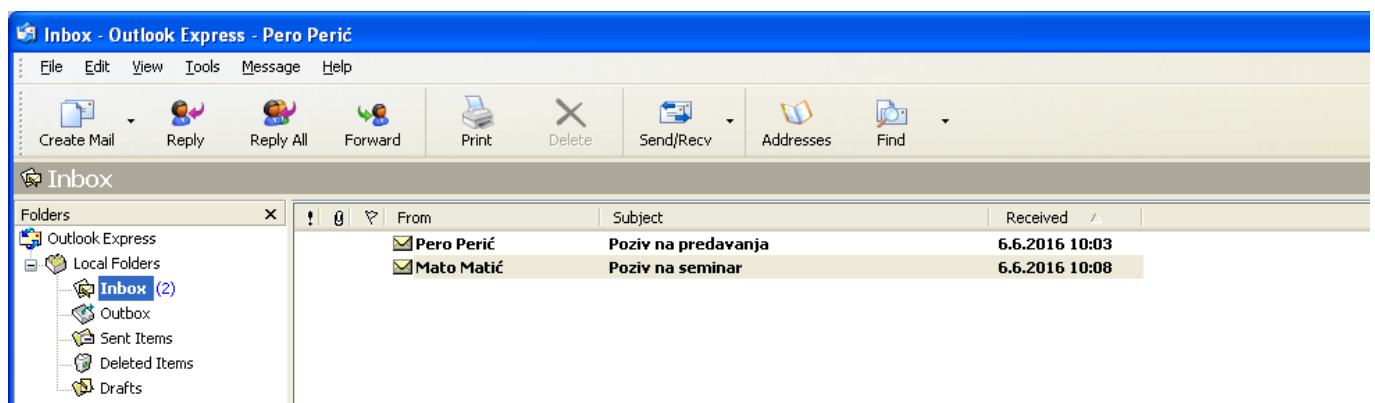 Inbox - Outlook Express - Pero Perić
File Edit View Tools Message Help
Create Mail Reply Reply All Forward Print Delete Send/Recv Addresses Find
Inbox
Folders ! From Subject Received
Outlook Express Pero Perić Poziv na predavanja 6.6.2016 10:03
Local Folders Mato Matić Poziv na seminar 6.6.2016 10:08
Inbox (2)
Outbox
Sent Items
Deleted Items
Drafts